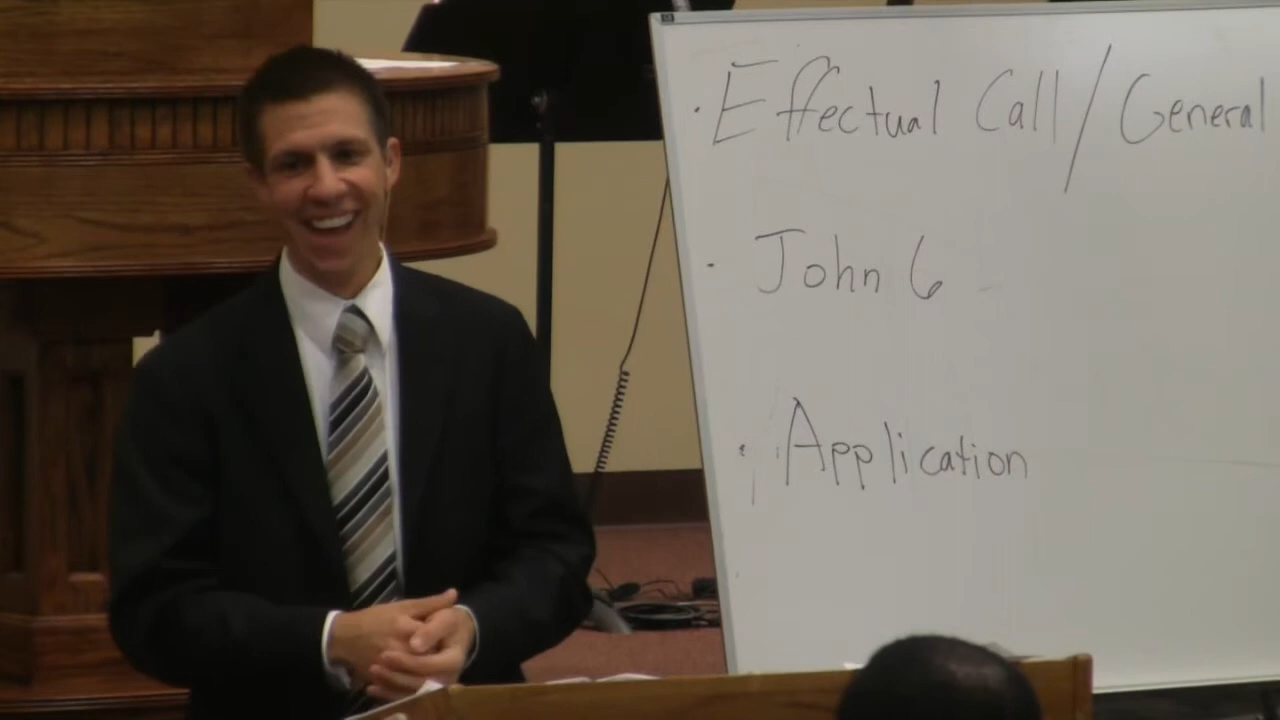 · Effectual Call / General
· John 6
· Application